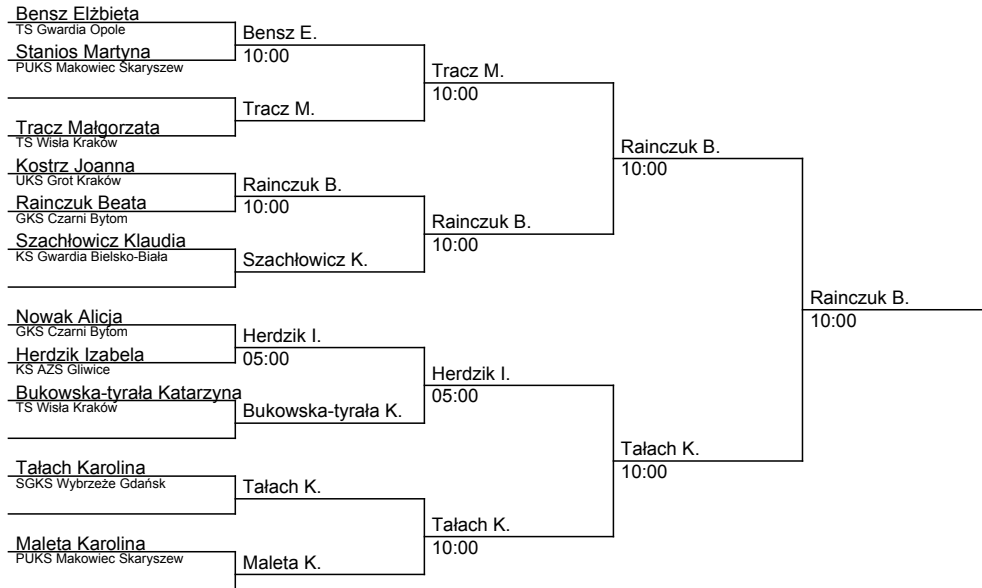 Bensz Elżbieta
TS Gwardia Opole
Stanios Martyna
PUKS Makowiec Skaryszew
Tracz Małgorzata
TS Wisła Kraków
Kostrz Joanna
UKS Grot Kraków
Rainczuk Beata
GKS Czarni Bytom
Szachłowicz Klaudia
KS Gwardia Bielsko-Biała
Nowak Alicja
GKS Czarni Bytom
Herdzik Izabela
KS AZS Gliwice
Bukowska-tyrała Katarzyna
TS Wisła Kraków
Tałach Karolina
SGKS Wybrzeże Gdańsk
Maleta Karolina
PUKS Makowiec Skaryszew
Bensz E.
10:00
Tracz M.
Rainczuk B.
10:00
Szachłowicz K.
Herdzik I.
05:00
Bukowska-tyrała K.
Tałach K.
Maleta K.
Tracz M.
10:00
Rainczuk B.
10:00
Herdzik I.
05:00
Tałach K.
10:00
Rainczuk B.
10:00
Tałach K.
10:00
Rainczuk B.
10:00